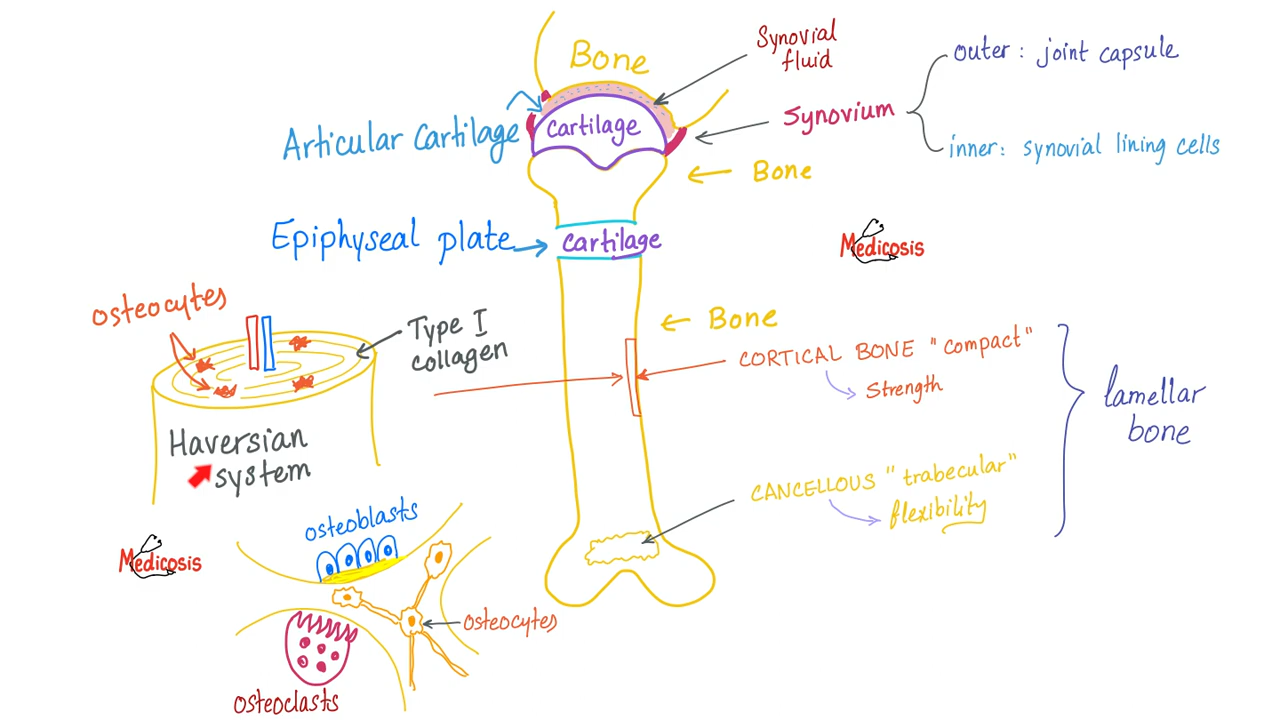 Bone
Synovial
fluid
outer : joint capsule
Synovium
inner: synovial lining cells
Articular Cartilage
Cartilage
Bone
Epiphyseal plate
Cartilage
Medicosis
osteocytes
Type I
collagen
Bone
CORTICAL BONE "compact"
Strength
lamellar
bone
Haversian
system
CANCELLOUS "trabecular"
flexibility
osteoblasts
Medicosis
osteocytes
osteoclasts